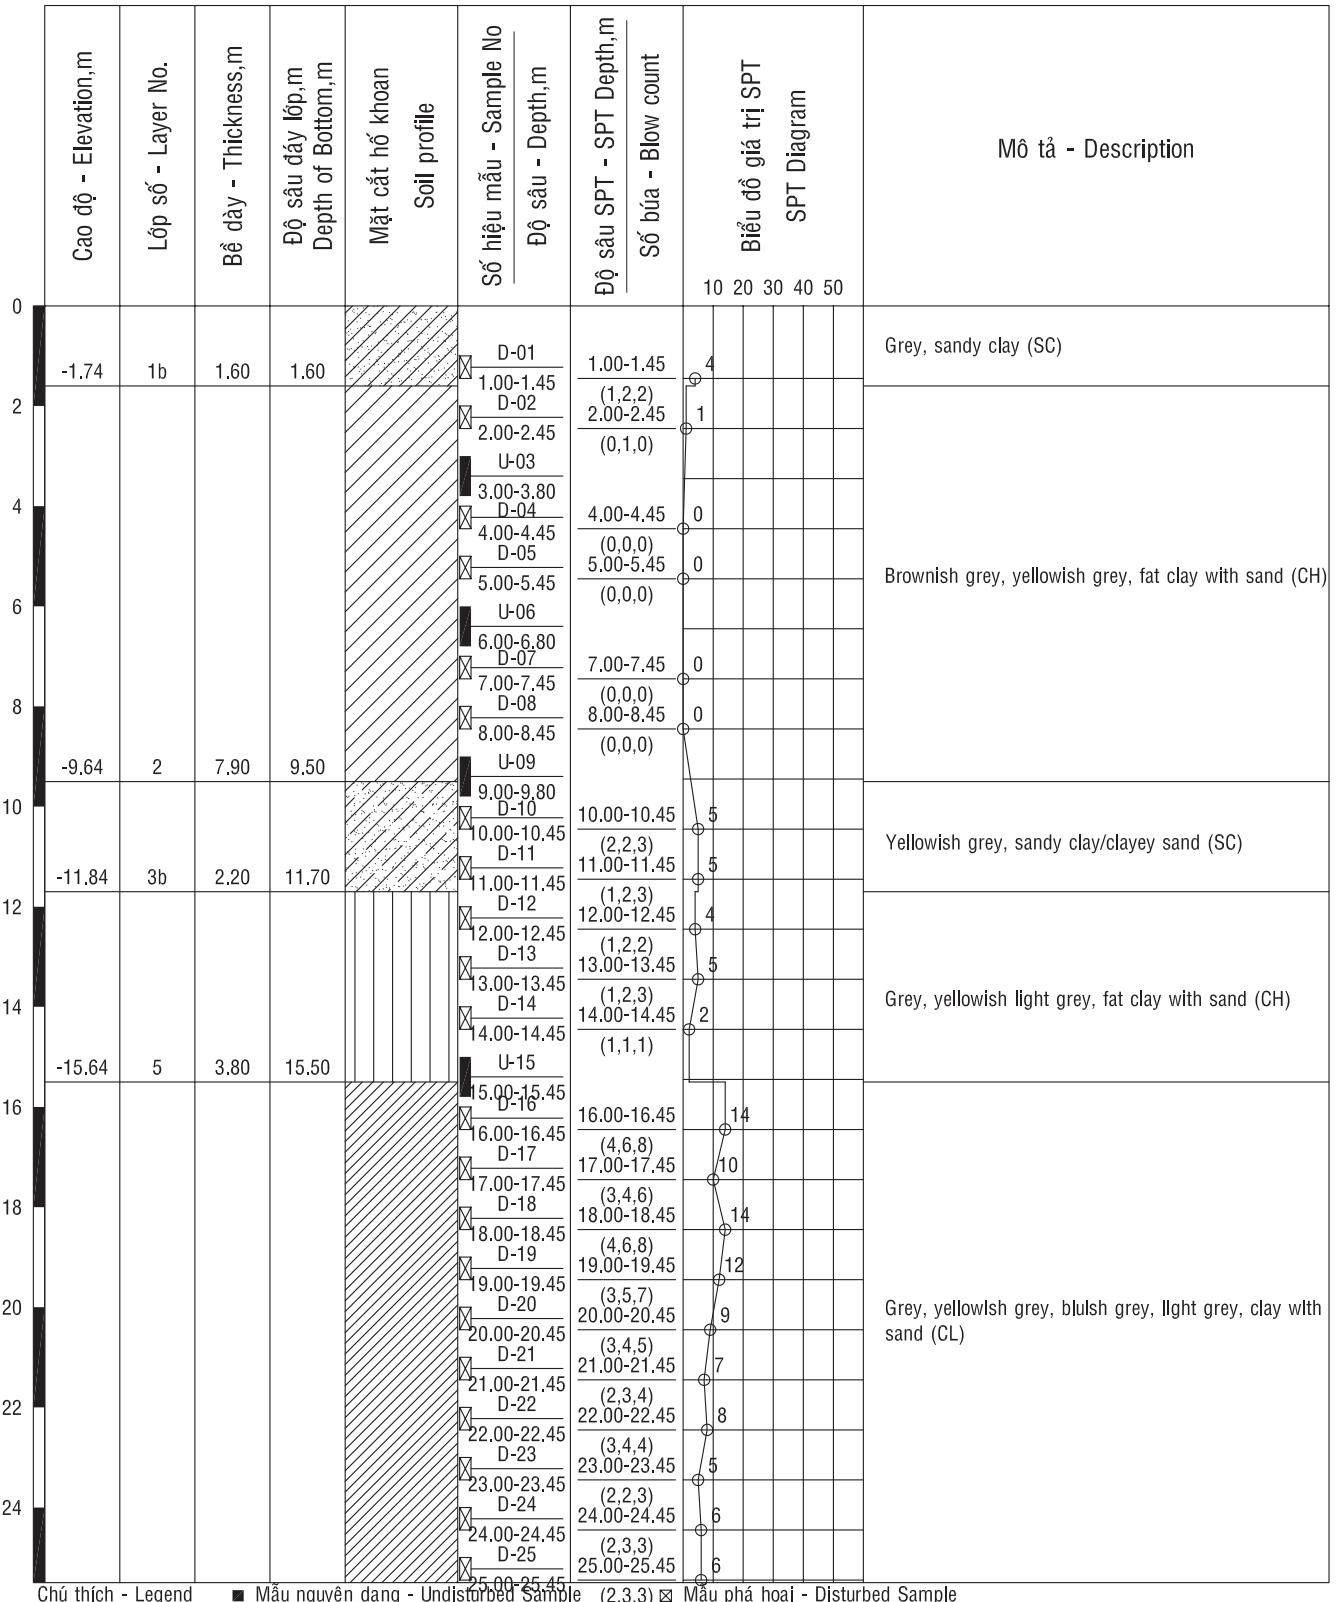 Cao độ - Elevation,m
Lớp số - Layer No.
Bề dày - Thickness,m
Độ sâu đáy lớp,m
Depth of Bottom,m
Mặt cắt hố khoan
Soil profile
Số hiệu mẫu - Sample No
Độ sâu - Depth,m
Độ sâu SPT - SPT Depth,m
Số búa - Blow count
Biểu đồ giá trị SPT
SPT Diagram
10 20 30 40 50
Mô tả - Description
0
D-01
1.00-1.45
1.00-1.45
(1,2,2)
4
Grey, sandy clay (SC)
-1.74 1b 1.60 1.60
2
D-02
2.00-2.45
2.00-2.45
(0,1,0)
1
U-03
3.00-3.80
4
D-04
4.00-4.45
4.00-4.45
(0,0,0)
0
D-05
5.00-5.45
5.00-5.45
(0,0,0)
0
Brownish grey, yellowish grey, fat clay with sand (CH)
6
U-06
6.00-6.80
D-07
7.00-7.45
7.00-7.45
(0,0,0)
0
8
D-08
8.00-8.45
8.00-8.45
(0,0,0)
0
-9.64 2 7.90 9.50
U-09
9.00-9.80
10
D-10
10.00-10.45
10.00-10.45
(2,2,3)
5
Yellowish grey, sandy clay/clayey sand (SC)
D-11
11.00-11.45
11.00-11.45
(1,2,3)
5
-11.84 3b 2.20 11.70
12
D-12
12.00-12.45
12.00-12.45
(1,2,2)
4
D-13
13.00-13.45
13.00-13.45
(1,2,3)
5
Grey, yellowish light grey, fat clay with sand (CH)
14
D-14
14.00-14.45
14.00-14.45
(1,1,1)
2
-15.64 5 3.80 15.50
U-15
15.00-15.45
16
D-16
16.00-16.45
16.00-16.45
(4,6,8)
14
D-17
17.00-17.45
17.00-17.45
(3,4,6)
10
18
D-18
18.00-18.45
18.00-18.45
(4,6,8)
14
D-19
19.00-19.45
19.00-19.45
(3,5,7)
12
20
D-20
20.00-20.45
20.00-20.45
(3,4,5)
9
Grey, yellowish grey, bluish grey, light grey, clay with
sand (CL)
D-21
21.00-21.45
21.00-21.45
(2,3,4)
7
22
D-22
22.00-22.45
22.00-22.45
(3,4,4)
8
D-23
23.00-23.45
23.00-23.45
(2,2,3)
5
24
D-24
24.00-24.45
24.00-24.45
(2,3,3)
6
D-25
25.00-25.45
25.00-25.45
(2,3,3)
6
Chú thích - Legend Mẫu nguyên dạng - Undisturbed Sample Mẫu phá hoại - Disturbed Sample